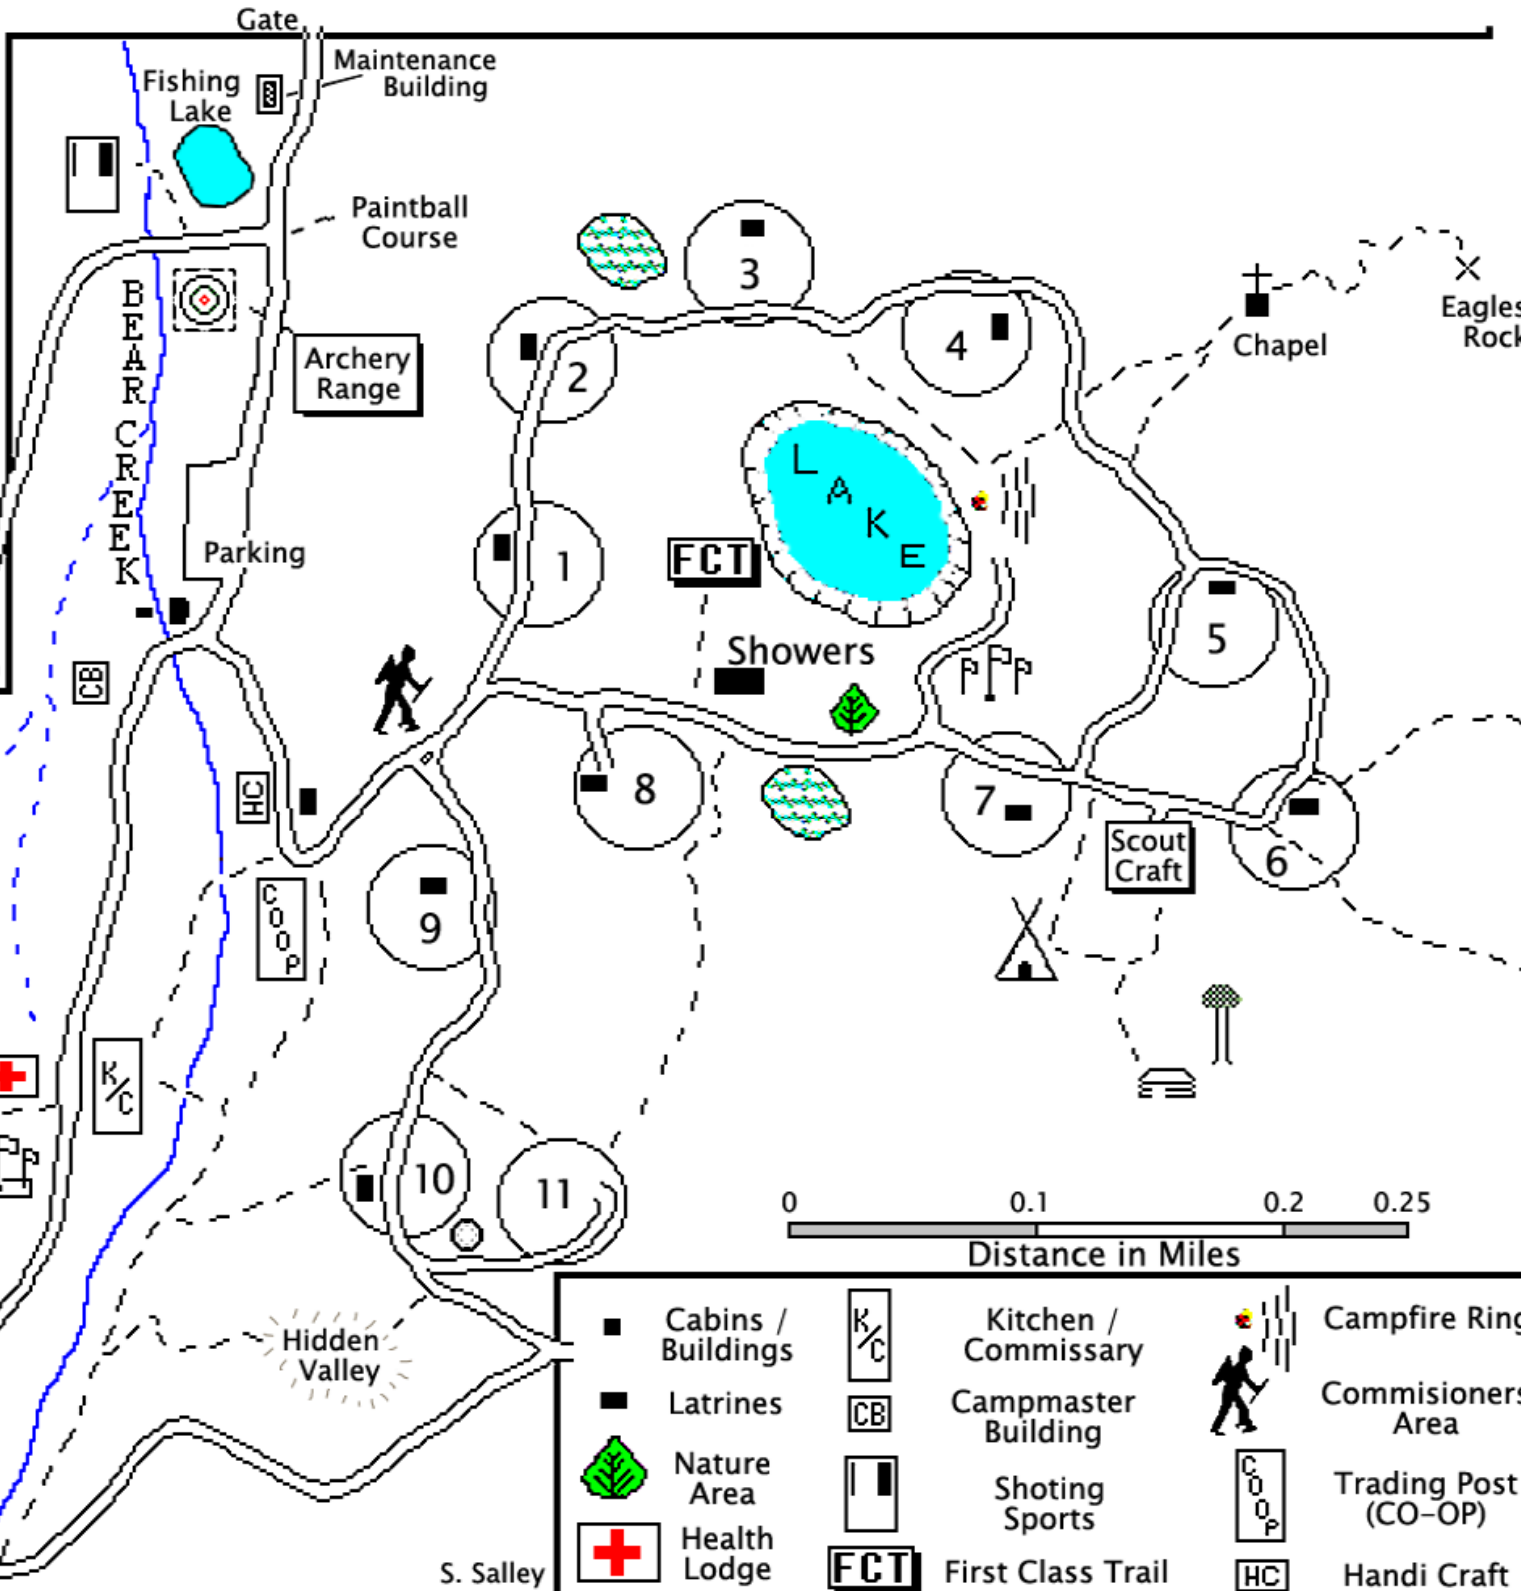 Gate
Maintenance
Building
Fishing
Lake
Paintball
Course
BEAR CREEK
Archery
Range
Parking
CB
HC
COOP
K/C
1
2
3
4
5
6
7
8
9
10
11
LAKE
FCT
Showers
Chapel
Eagles
Rock
Scout
Craft
Hidden
Valley
0 0.1 0.2 0.25
Distance in Miles
Cabins /
Buildings
Latrines
Nature
Area
Health
Lodge
K/C
Kitchen /
Commissary
CB
Campmaster
Building
Shoting
Sports
FCT
First Class Trail
Campfire Ring
Commisioners
Area
COOP
Trading Post
(CO-OP)
HC
Handi Craft
S. Salley